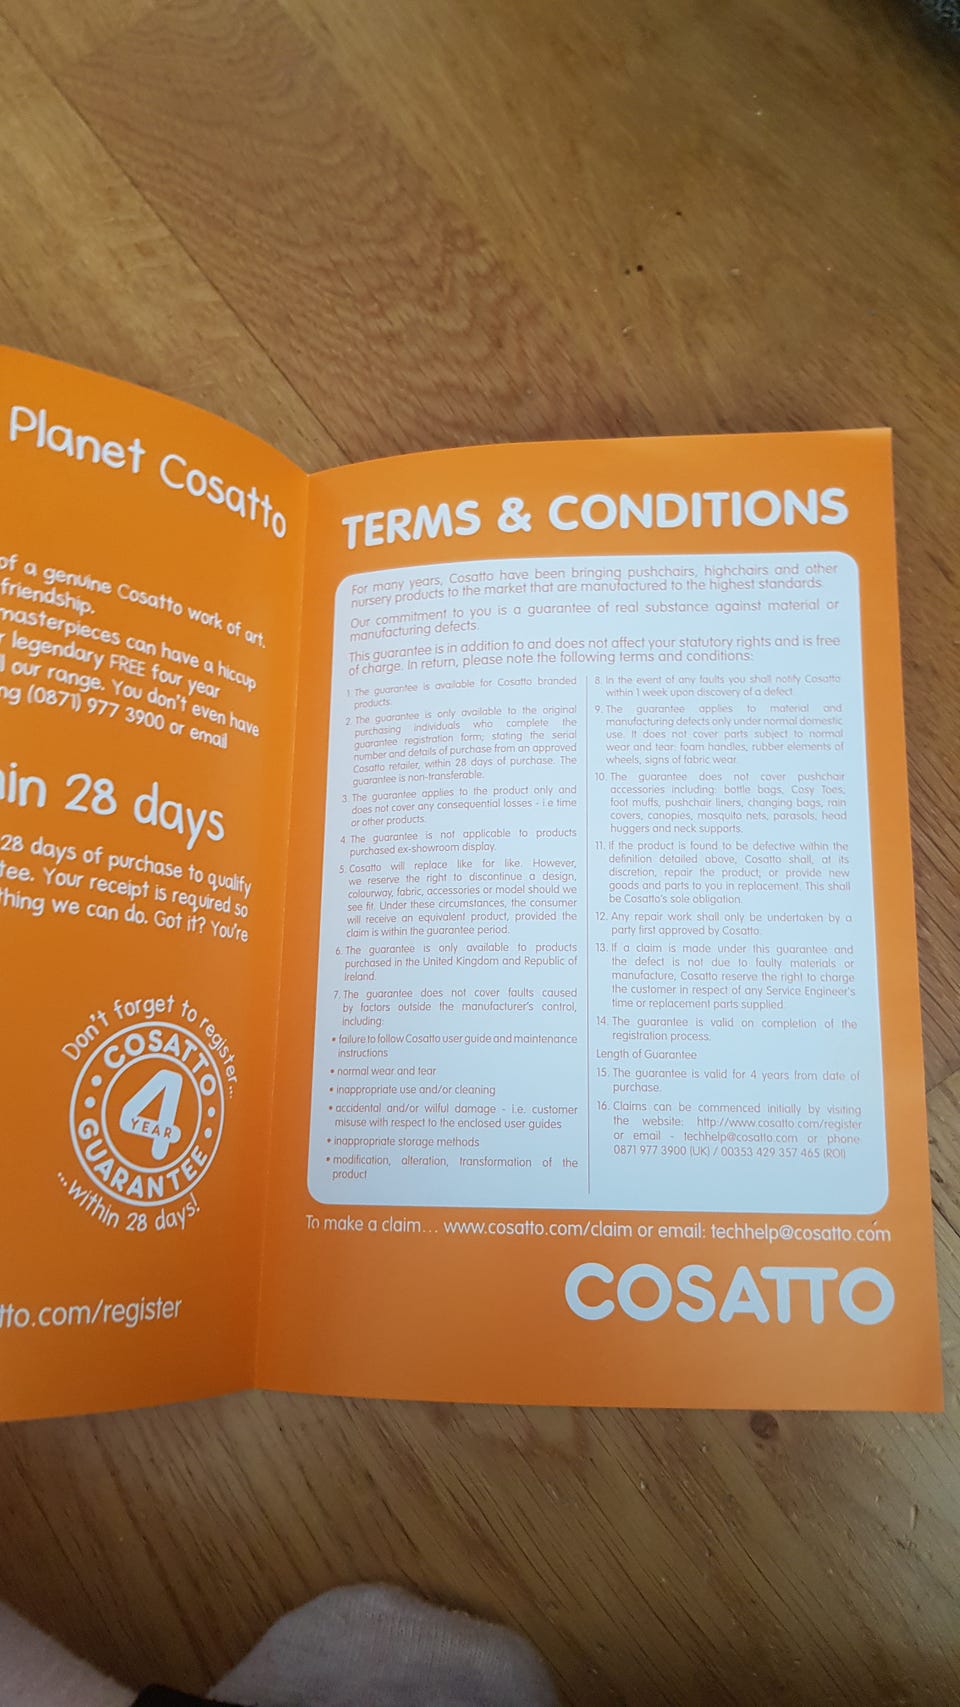 Planet Cosatto
of a genuine Cosatto work of art.
friendship.
masterpieces can have a hiccup
legendary FREE four year
our range. You don't even have
(0871) 977 3900 or email
28 days
28 days of purchase to qualify
Your receipt is required so
we can do. Got it? You're
Don't forget to register...
COSATTO
4
YEAR
GUARANTEE
...within 28 days!
.com/register
TERMS & CONDITIONS
For many years, Cosatto have been bringing pushchairs, highchairs and other
nursery products to the market that are manufactured to the highest standards.
Our commitment to you is a guarantee of real substance against material or
manufacturing defects.
This guarantee is in addition to and does not affect your statutory rights and is free
of charge. In return, please note the following terms and conditions:
1. The guarantee is available for Cosatto branded
products.
2. The guarantee is only available to the original
purchasing individuals who complete the
guarantee registration form; stating the serial
number and details of purchase from an approved
Cosatto retailer, within 28 days of purchase. The
guarantee is non-transferable.
3. The guarantee applies to the product only and
does not cover any consequential losses - i.e time
or other products.
4. The guarantee is not applicable to products
purchased ex-showroom display.
5. Cosatto will replace like for like. However,
we reserve the right to discontinue a design,
colourway, fabric, accessories or model should we
see fit. Under these circumstances, the consumer
will receive an equivalent product, provided the
claim is within the guarantee period.
6. The guarantee is only available to products
purchased in the United Kingdom and Republic of
Ireland.
7. The guarantee does not cover faults caused
by factors outside the manufacturer's control,
including:
• failure to follow Cosatto user guide and maintenance
instructions
• normal wear and tear
• inappropriate use and/or cleaning
• accidental and/or wilful damage - i.e. customer
misuse with respect to the enclosed user guides
• inappropriate storage methods
• modification, alteration, transformation of the
product
8. In the event of any faults you shall notify Cosatto
within 1 week upon discovery of a defect.
9. The guarantee applies to material and
manufacturing defects only under normal domestic
use. It does not cover parts subject to normal
wear and tear: foam handles, rubber elements of
wheels, signs of fabric wear.
10. The guarantee does not cover pushchair
accessories including: bottle bags, Cosy Toes,
foot muffs, pushchair liners, changing bags, rain
covers, canopies, mosquito nets, parasols, head
huggers and neck supports.
11. If the product is found to be defective within the
definition detailed above, Cosatto shall, at its
discretion, repair the product; or provide new
goods and parts to you in replacement. This shall
be Cosatto's sole obligation.
12. Any repair work shall only be undertaken by a
party first approved by Cosatto.
13. If a claim is made under this guarantee and
the defect is not due to faulty materials or
manufacture, Cosatto reserve the right to charge
the customer in respect of any Service Engineer's
time or replacement parts supplied.
14. The guarantee is valid on completion of the
registration process.
Length of Guarantee
15. The guarantee is valid for 4 years from date of
purchase.
16. Claims can be commenced initially by visiting
the website: http://www.cosatto.com/register
or email - techhelp@cosatto.com or phone
0871 977 3900 (UK) / 00353 429 357 465 (ROI)
To make a claim... www.cosatto.com/claim or email: techhelp@cosatto.com
COSATTO